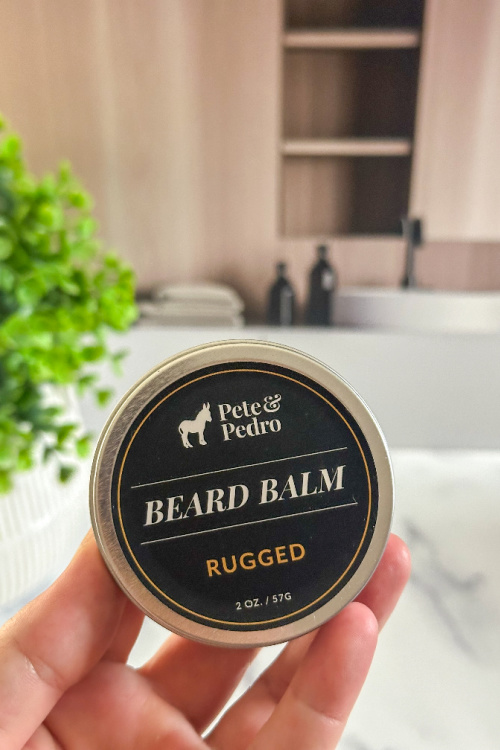 Pete &
Pedro
BEARD BALM
RUGGED
2 OZ. / 57G